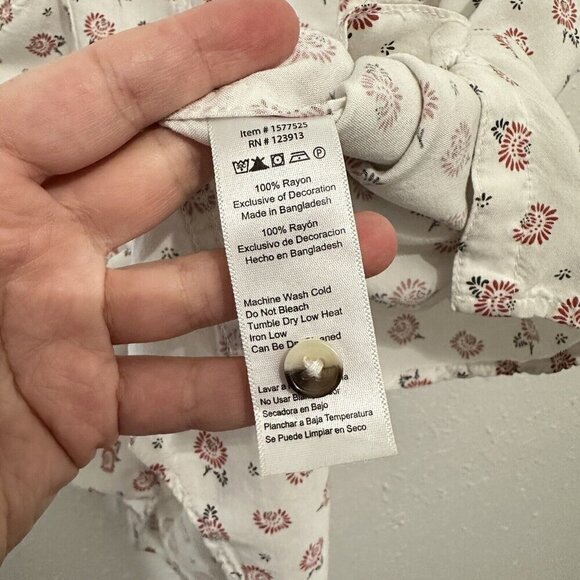 Item # 1577525
RN # 123913
P
100% Rayon
Exclusive of Decoration
Made in Bangladesh
100% Rayón
Exclusivo de Decoracion
Hecho en Bangladesh
Machine Wash Cold
Do Not Bleach
Tumble Dry Low Heat
Iron Low
Can Be
Lavar a
No Usar
Secadora en Bajo
Planchar a Baja Temperatura
Se Puede Limpiar en Seco